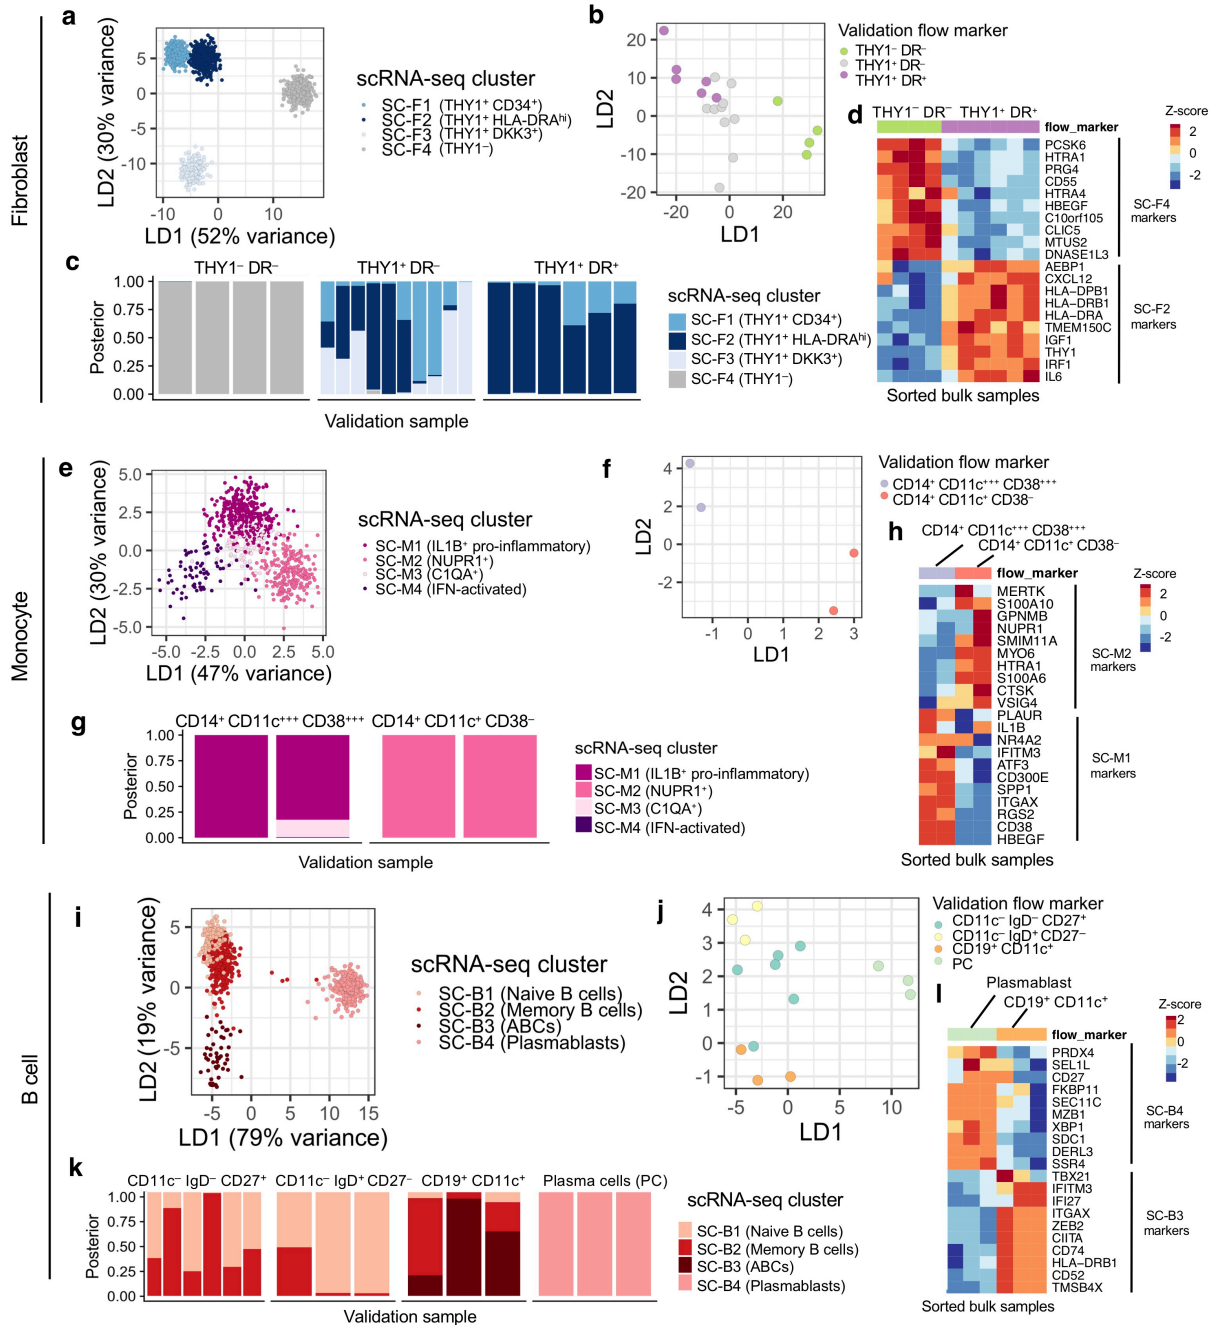 Fibroblast
a
LD2 (30% variance)
5
0
-5
-10
-10
0
10
LD1 (52% variance)
scRNA-seq cluster
SC-F1 (THY1+ CD34+)
SC-F2 (THY1+ HLA-DRAhi)
SC-F3 (THY1+ DKK3+)
SC-F4 (THY1−)
b
LD2
20
10
0
-10
-20
-20
0
20
LD1
Validation flow marker
THY1− DR−
THY1+ DR−
THY1+ DR+
c
THY1− DR−
THY1+ DR−
THY1+ DR+
Posterior
1.00
0.75
0.50
0.25
0.00
Validation sample
scRNA-seq cluster
SC-F1 (THY1+ CD34+)
SC-F2 (THY1+ HLA-DRAhi)
SC-F3 (THY1+ DKK3+)
SC-F4 (THY1−)
d
THY1− DR−
THY1+ DR+
flow_marker
PCSK6
HTRA1
PRG4
CD55
HTRA4
HBEGF
C10orf105
CLIC5
MTUS2
DNASE1L3
AEBP1
CXCL12
HLA−DPB1
HLA−DRB1
HLA−DRA
TMEM150C
IGF1
THY1
IRF1
IL6
SC-F4
markers
SC-F2
markers
Z-score
2
0
-2
Sorted bulk samples
Monocyte
e
LD2 (30% variance)
5.0
2.5
0.0
-2.5
-5.0
-5.0
-2.5
0.0
2.5
5.0
LD1 (47% variance)
scRNA-seq cluster
SC-M1 (IL1B+ pro-inflammatory)
SC-M2 (NUPR1+)
SC-M3 (C1QA+)
SC-M4 (IFN-activated)
f
LD2
4
2
0
-2
-1
0
1
2
3
LD1
Validation flow marker
CD14+ CD11c+++ CD38+++
CD14+ CD11c+ CD38−
g
CD14+ CD11c+++ CD38+++
CD14+ CD11c+ CD38−
Posterior
1.00
0.75
0.50
0.25
0.00
Validation sample
scRNA-seq cluster
SC-M1 (IL1B+ pro-inflammatory)
SC-M2 (NUPR1+)
SC-M3 (C1QA+)
SC-M4 (IFN-activated)
h
CD14+ CD11c+++ CD38+++
CD14+ CD11c+ CD38−
flow_marker
MERTK
S100A10
GPNMB
NUPR1
SMIM11A
MYO6
HTRA1
S100A6
CTSK
VSIG4
PLAUR
IL1B
NR4A2
IFITM3
ATF3
CD300E
SPP1
ITGAX
RGS2
CD38
HBEGF
SC-M2
markers
SC-M1
markers
Z-score
2
0
-2
Sorted bulk samples
B cell
i
LD2 (19% variance)
5
0
-5
-5
0
5
10
15
LD1 (79% variance)
scRNA-seq cluster
SC-B1 (Naive B cells)
SC-B2 (Memory B cells)
SC-B3 (ABCs)
SC-B4 (Plasmablasts)
j
LD2
4
3
2
1
0
-1
-5
0
5
10
LD1
Validation flow marker
CD11c− IgD− CD27+
CD11c− IgD+ CD27−
CD19+ CD11c+
PC
k
CD11c− IgD− CD27+
CD11c− IgD+ CD27−
CD19+ CD11c+
Plasma cells (PC)
Posterior
1.00
0.75
0.50
0.25
0.00
Validation sample
scRNA-seq cluster
SC-B1 (Naive B cells)
SC-B2 (Memory B cells)
SC-B3 (ABCs)
SC-B4 (Plasmablasts)
l
Plasmablast
CD19+ CD11c+
flow_marker
PRDX4
SEL1L
CD27
FKBP11
SEC11C
MZB1
XBP1
SDC1
DERL3
SSR4
TBX21
IFITM3
IFI27
ITGAX
ZEB2
CIITA
CD74
HLA−DRB1
CD52
TMSB4X
SC-B4
markers
SC-B3
markers
Z-score
2
0
-2
Sorted bulk samples